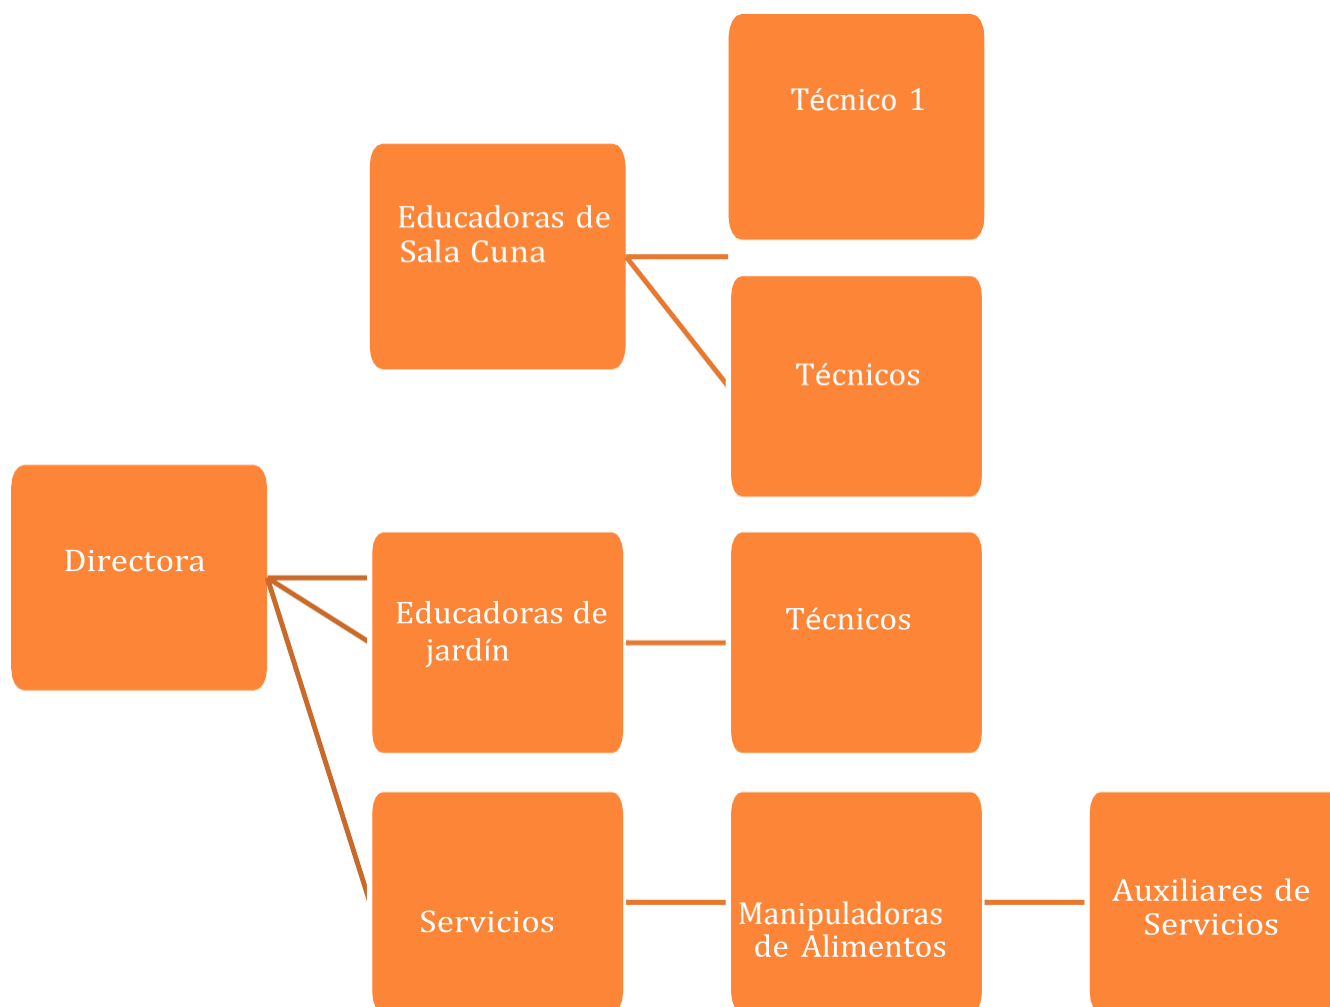 Técnico 1
Educadoras de
Sala Cuna
Técnicos
Directora
Educadoras de
jardín
Técnicos
Servicios
Manipuladoras
de Alimentos
Auxiliares de
Servicios